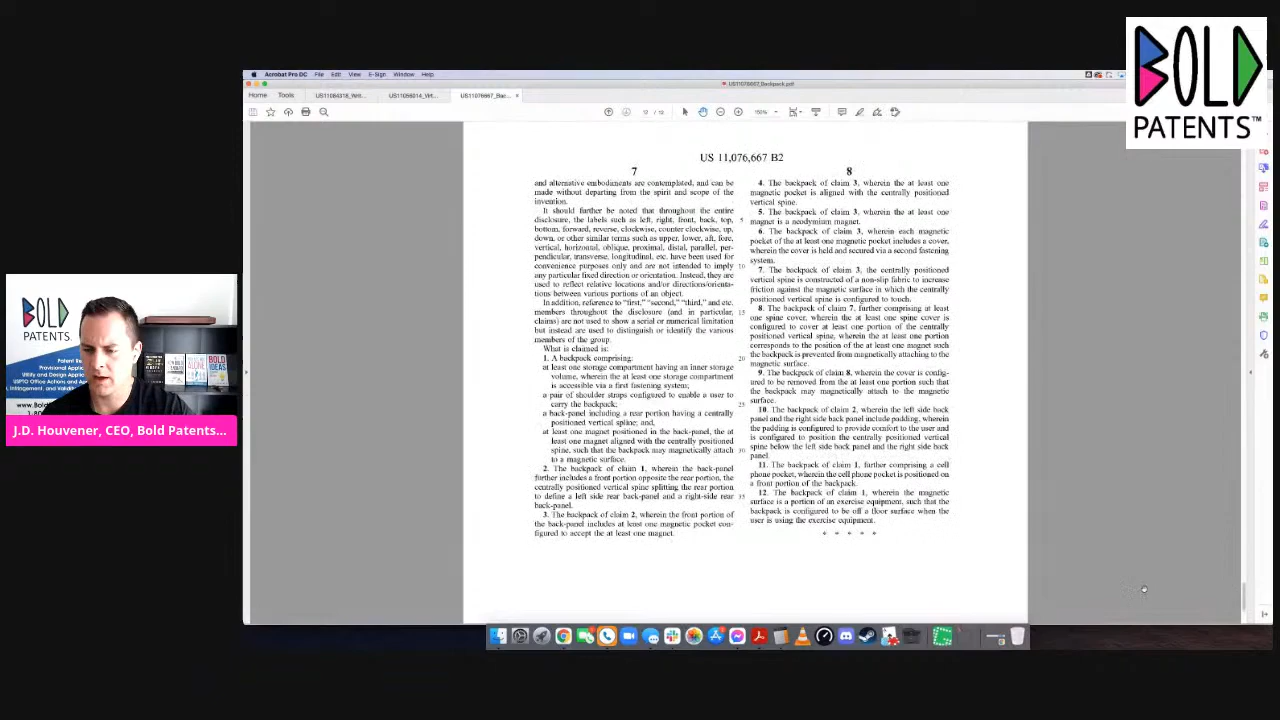 BOLD
PATENTS™
Acrobat Pro DC File Edit View E-Sign Window Help
US11076667_Backpack.pdf
Home Tools US11084318_Writ... US11056014_Virt... US11076667_Bac... ×
12 / 12 150%
US 11,076,667 B2
7
and alternative embodiments are contemplated, and can be
made without departing from the spirit and scope of the
invention.
It should further be noted that throughout the entire
disclosure, the labels such as left, right, front, back, top,
5
bottom, forward, reverse, clockwise, counter clockwise, up,
down, or other similar terms such as upper, lower, aft, fore,
vertical, horizontal, oblique, proximal, distal, parallel, per-
pendicular, transverse, longitudinal, etc. have been used for
convenience purposes only and are not intended to imply
10
any particular fixed direction or orientation. Instead, they are
used to reflect relative locations and/or directions/orienta-
tions between various portions of an object.
In addition, reference to "first," "second," "third," and etc.
members throughout the disclosure (and in particular,
15
claims) are not used to show a serial or numerical limitation
but instead are used to distinguish or identify the various
members of the group.
What is claimed is:
1. A backpack comprising:
20
at least one storage compartment having an inner storage
volume, wherein the at least one storage compartment
is accessible via a first fastening system;
a pair of shoulder straps configured to enable a user to
carry the backpack;
25
a back-panel including a rear portion having a centrally
positioned vertical spline; and,
at least one magnet positioned in the back-panel, the at
least one magnet aligned with the centrally positioned
spine, such that the backpack may magnetically attach
30
to a magnetic surface.
2. The backpack of claim 1, wherein the back-panel
further includes a front portion opposite the rear portion, the
centrally positioned vertical spine splitting the rear portion
to define a left side rear back-panel and a right-side rear
35
back-panel.
3. The backpack of claim 2, wherein the front portion of
the back-panel includes at least one magnetic pocket con-
figured to accept the at least one magnet.
8
4. The backpack of claim 3, wherein the at least one
magnetic pocket is aligned with the centrally positioned
vertical spine.
5. The backpack of claim 3, wherein the at least one
magnet is a neodymium magnet.
6. The backpack of claim 3, wherein each magnetic
pocket of the at least one magnetic pocket includes a cover,
wherein the cover is held and secured via a second fastening
system.
7. The backpack of claim 3, the centrally positioned
vertical spine is constructed of a non-slip fabric to increase
friction against the magnetic surface in which the centrally
positioned vertical spine is configured to touch.
8. The backpack of claim 7, further comprising at least
one spine cover, wherein the at least one spine cover is
configured to cover at least one portion of the centrally
positioned vertical spine, wherein the at least one portion
corresponds to the position of the at least one magnet such
the backpack is prevented from magnetically attaching to the
magnetic surface.
9. The backpack of claim 8, wherein the cover is config-
ured to be removed from the at least one portion such that
the backpack may magnetically attach to the magnetic
surface.
10. The backpack of claim 2, wherein the left side back
panel and the right side back panel include padding, wherein
the padding is configured to provide comfort to the user and
is configured to position the centrally positioned vertical
spine below the left side back panel and the right side back
panel.
11. The backpack of claim 1, further comprising a cell
phone pocket, wherein the cell phone pocket is positioned on
a front portion of the backpack.
12. The backpack of claim 1, wherein the magnetic
surface is a portion of an exercise equipment, such that the
backpack is configured to be off a floor surface when the
user is using the exercise equipment.
* * * * *
BOLD
PATENTS.
BOLD
IDEAS
J.D. Houvener, CEO, Bold Patents...